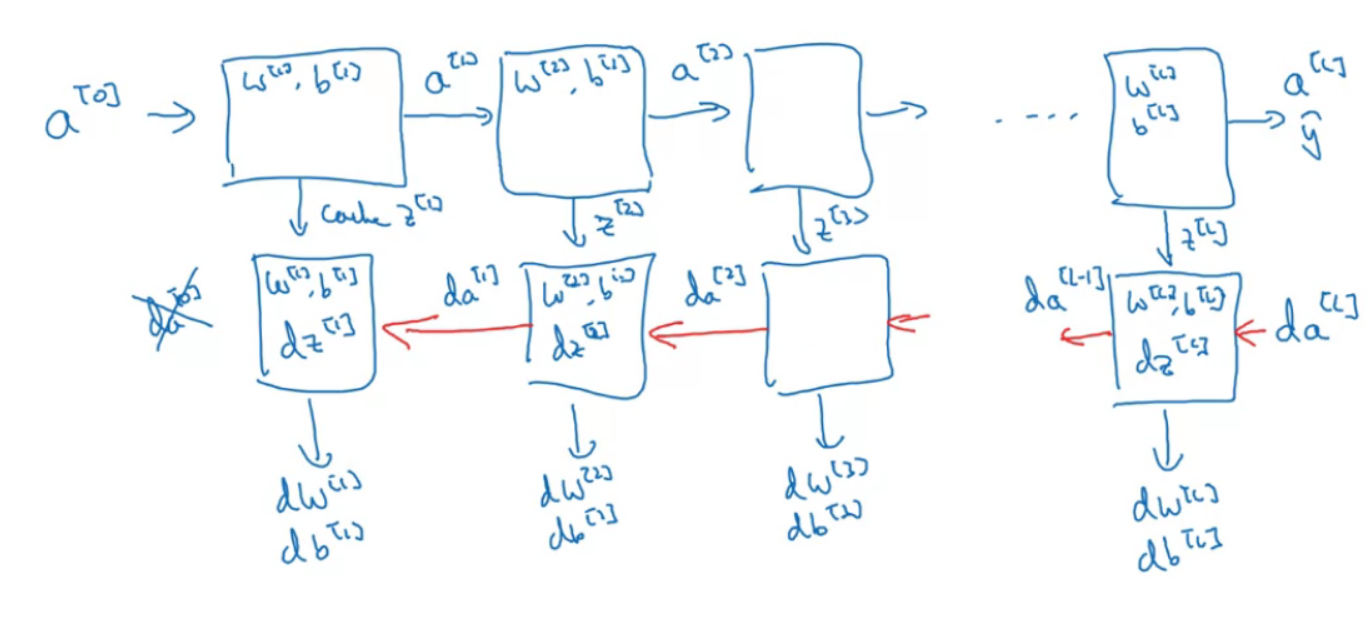 a^[0]
w^[1], b^[1]
a^[1]
w^[2], b^[1]
a^[2]
w^[L]
b^[L]
a^[L]
ŷ
cache z^[1]
z^[2]
z^[3]
z^[L]
da^[0]
w^[1], b^[1]
dz^[1]
da^[1]
w^[2], b^[2]
dz^[2]
da^[2]
da^[L-1]
w^[L], b^[L]
dz^[L]
da^[L]
dw^[1]
db^[1]
dw^[2]
db^[2]
dw^[3]
db^[3]
dw^[L]
db^[L]